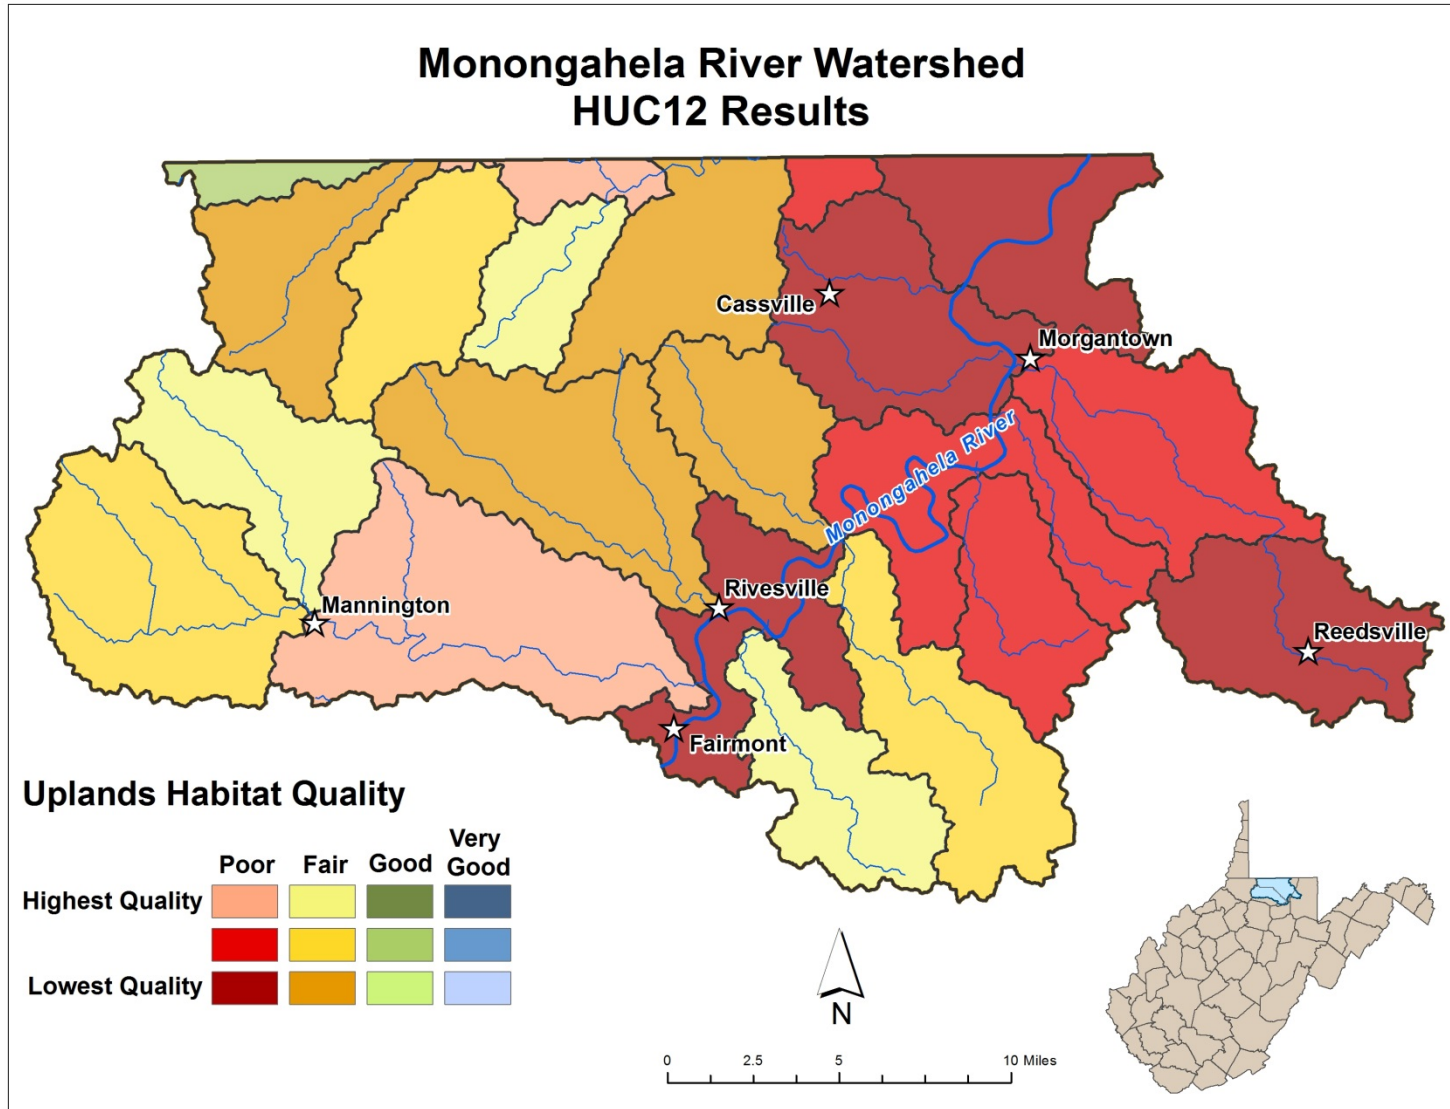 Monongahela River Watershed
HUC12 Results
Cassville
Morgantown
Monongahela River
Rivesville
Mannington
Reedsville
Fairmont
Uplands Habitat Quality
Poor Fair Good Very Good
Highest Quality
Lowest Quality
N
0 2.5 5 10 Miles